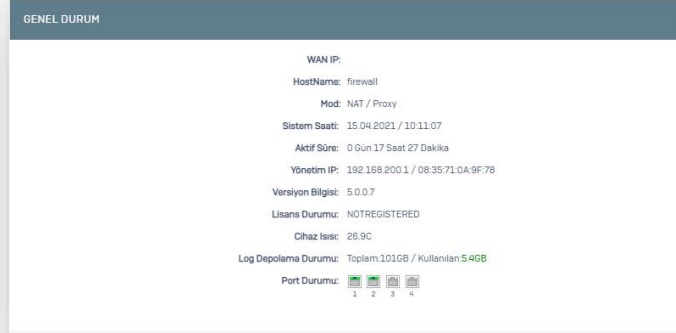 GENEL DURUM
WAN IP:
HostName: firewall
Mod: NAT / Proxy
Sistem Saati: 15.04.2021 / 10:11:07
Aktif Süre: 0 Gün 17 Saat 27 Dakika
Yönetim IP: 192.168.200.1 / 08:35:71:0A:9F:78
Versiyon Bilgisi: 5.0.0.7
Lisans Durumu: NOTREGISTERED
Cihaz Isısı: 26.9C
Log Depolama Durumu: Toplam:101GB / Kullanılan:5.4GB
Port Durumu:
1 2 3 4